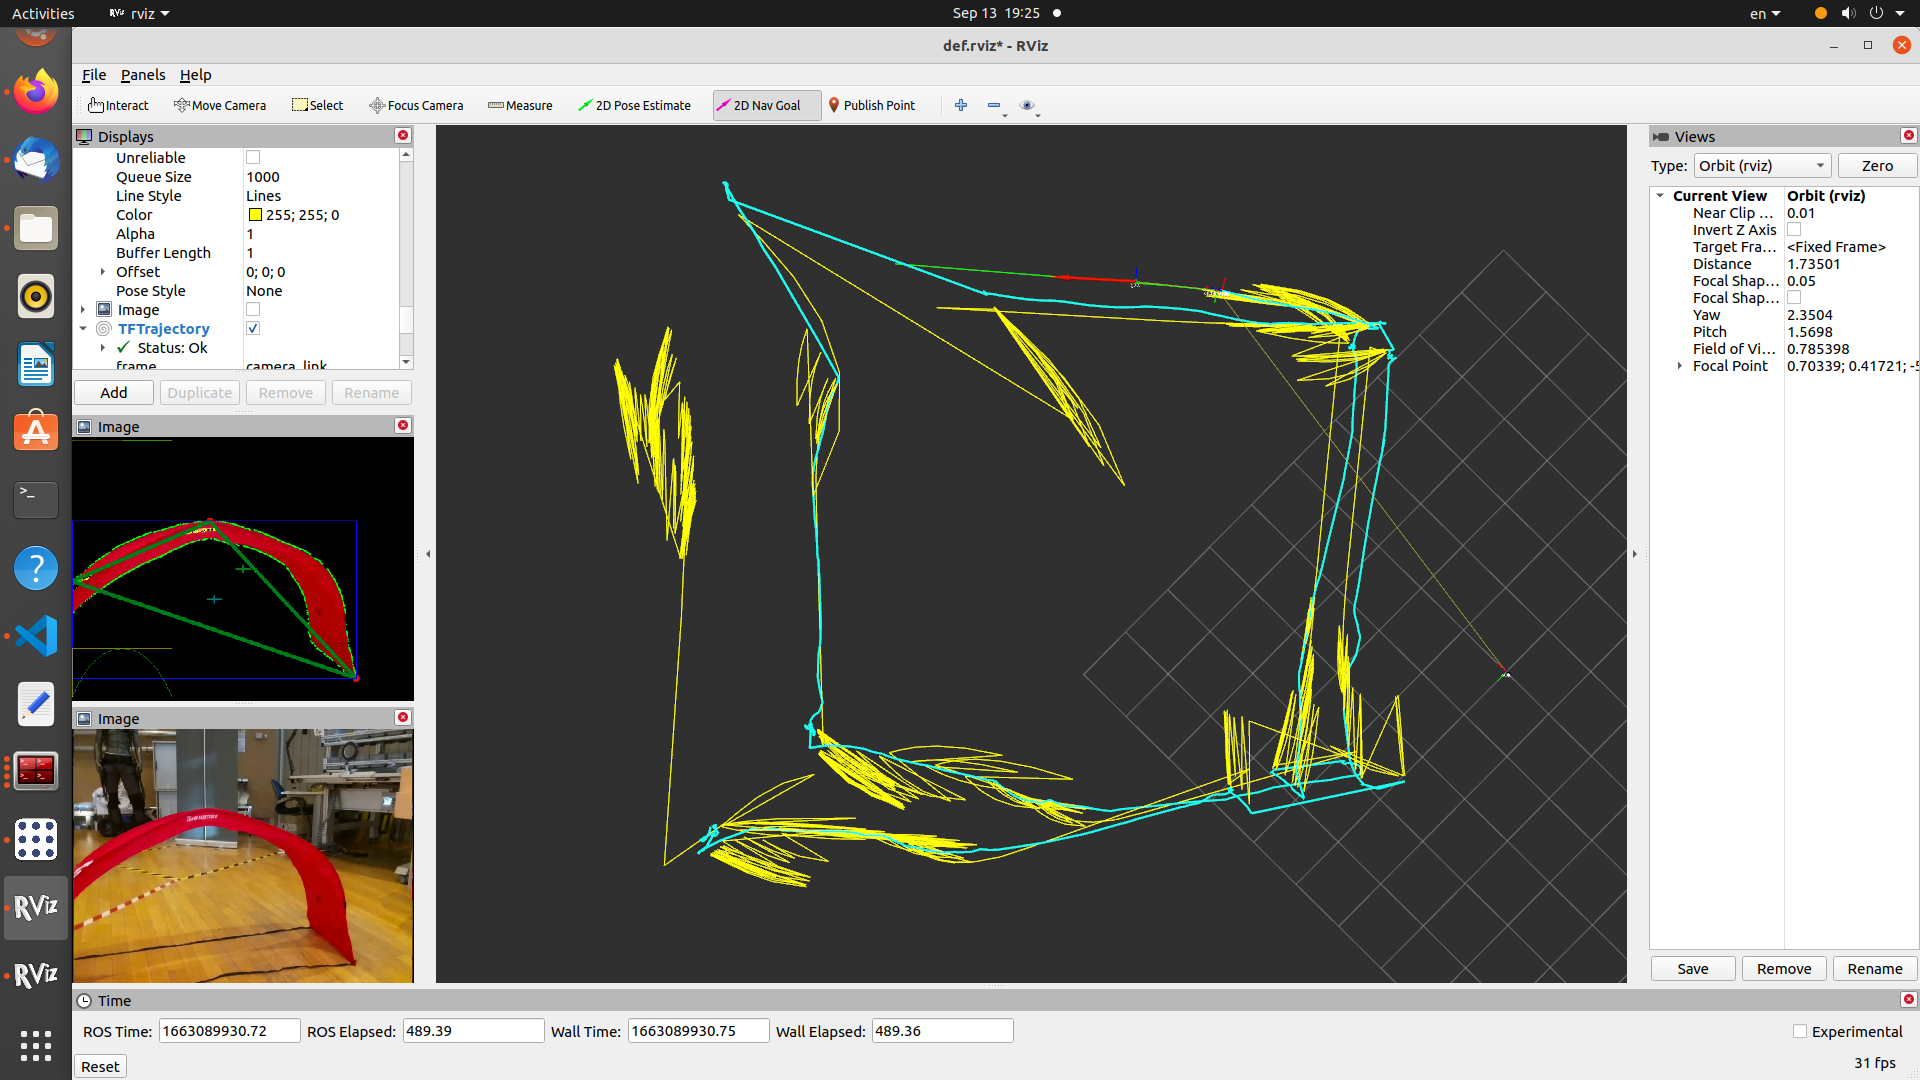 Activities
RViz rviz
Sep 13 19:25
en
def.rviz* - RViz
File Panels Help
Interact
Move Camera
Select
Focus Camera
Measure
2D Pose Estimate
2D Nav Goal
Publish Point
Displays
Unreliable
Queue Size 1000
Line Style Lines
Color 255; 255; 0
Alpha 1
Buffer Length 1
Offset 0; 0; 0
Pose Style None
Image
TFTrajectory
Status: Ok
frame camera_link
Add Duplicate Remove Rename
Image
Image
Views
Type: Orbit (rviz) Zero
Current View Orbit (rviz)
Near Clip ... 0.01
Invert Z Axis
Target Fra... <Fixed Frame>
Distance 1.73501
Focal Shap... 0.05
Focal Shap...
Yaw 2.3504
Pitch 1.5698
Field of Vi... 0.785398
Focal Point 0.70339; 0.41721; -5
Save Remove Rename
Time
ROS Time: 1663089930.72 ROS Elapsed: 489.39 Wall Time: 1663089930.75 Wall Elapsed: 489.36
Experimental
Reset
31 fps
RViz
RViz